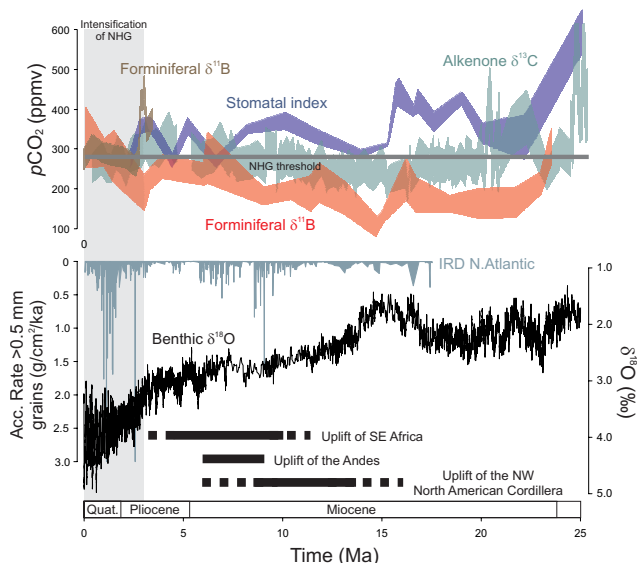 Intensification
of NHG
600
500
400
300
200
100
0
pCO₂ (ppmv)
Forminiferal δ¹¹B
Alkenone δ¹³C
Stomatal index
NHG threshold
Forminiferal δ¹¹B
0
0.5
1.0
1.5
2.0
2.5
3.0
Acc. Rate >0.5 mm
grains (g/cm²/ka)
IRD N.Atlantic
1.0
2.0
3.0
4.0
5.0
δ¹⁸O (‰)
Benthic δ¹⁸O
Uplift of SE Africa
Uplift of the Andes
Uplift of the NW
North American Cordillera
Quat. Pliocene Miocene
0 5 10 15 20 25
Time (Ma)